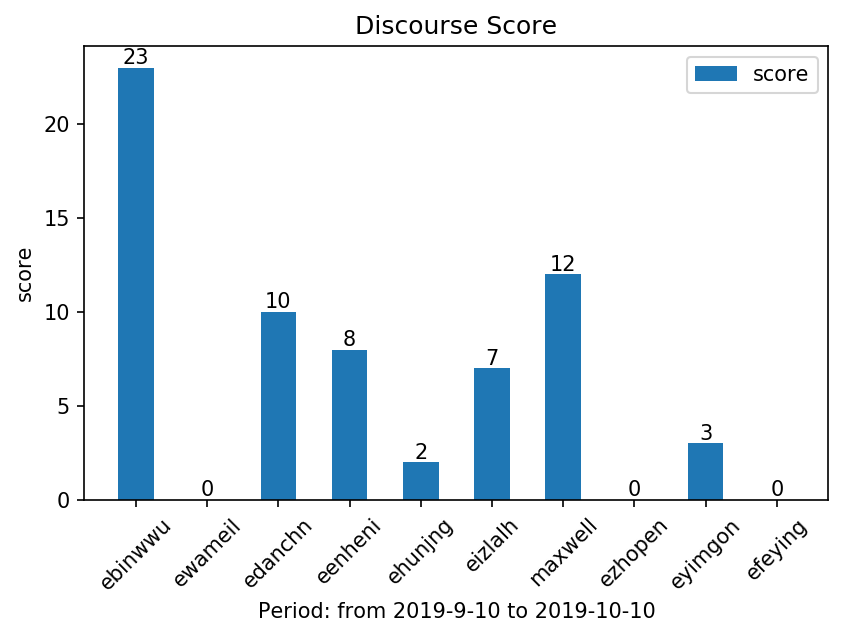 Discourse Score
score
23
0
10
8
2
7
12
0
3
0
20
15
10
5
0
score
ebinwwu
ewameil
edanchn
eenheni
ehunjng
eizlalh
maxwell
ezhopen
eyimgon
efeying
Period: from 2019-9-10 to 2019-10-10